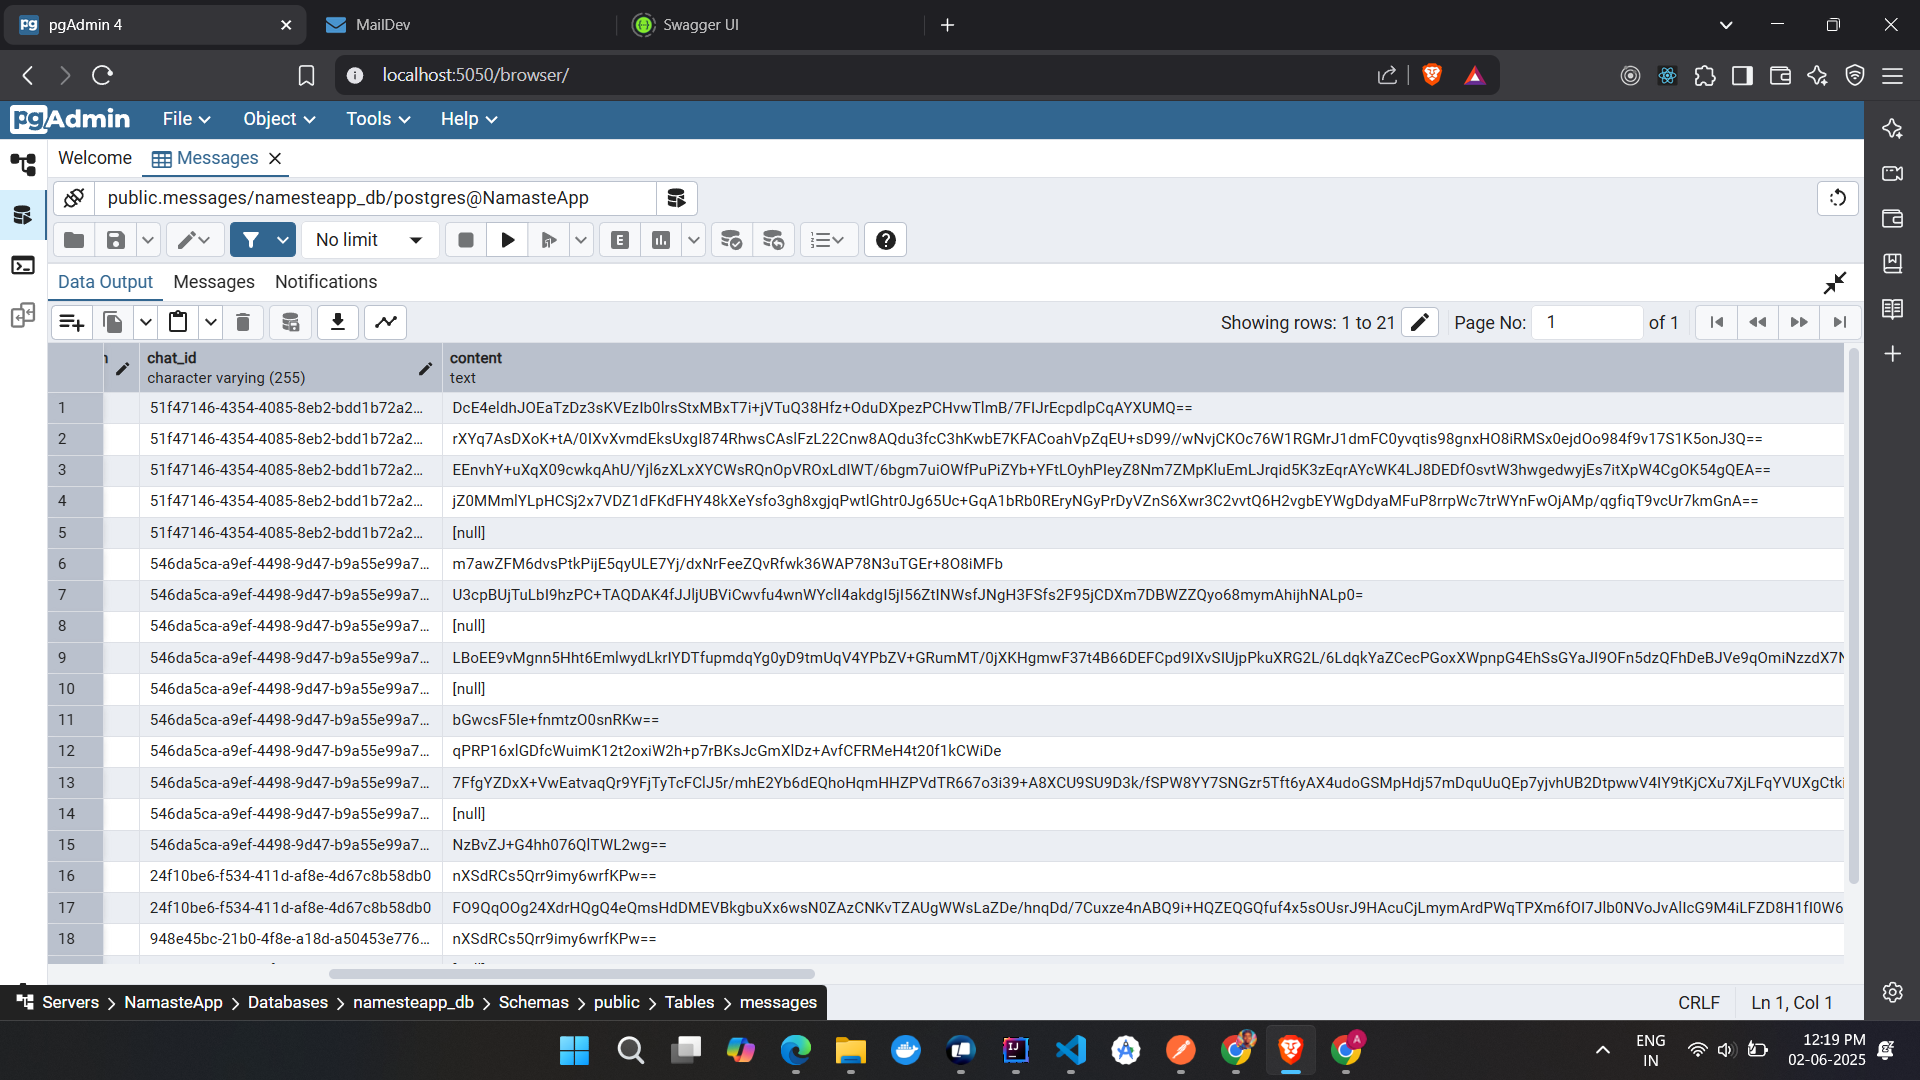 pgAdmin 4
MailDev
Swagger UI
localhost:5050/browser/
pgAdmin File Object Tools Help
Welcome Messages
public.messages/namesteapp_db/postgres@NamasteApp
No limit
Data Output Messages Notifications
Showing rows: 1 to 21 Page No: 1 of 1
chat_id content
character varying (255) text
1 51f47146-4354-4085-8eb2-bdd1b72a2... DcE4eldhJOEaTzDz3sKVEzIb0lrsStxMBxT7i+jVTuQ38Hfz+OduDXpezPCHvwTlmB/7FIJrEcpdlpCqAYXUMQ==
2 51f47146-4354-4085-8eb2-bdd1b72a2... rXYq7AsDXoK+tA/0IXvXvmdEksUxgI874RhwsCAslFzL22Cnw8AQdu3fcC3hKwbE7KFACoahVpZqEU+sD99//wNvjCKOc76W1RGMrJ1dmFC0yvqtis98gnxHO8iRMSx0ejdOo984f9v17S1K5onJ3Q==
3 51f47146-4354-4085-8eb2-bdd1b72a2... EEnvhY+uXqX09cwkqAhU/Yjl6zXLxXYCWsRQnOpVROxLdIWT/6bgm7uiOWfPuPiZYb+YFtLOyhPIeyZ8Nm7ZMpKluEmLJrqid5K3zEqrAYcWK4LJ8DEDfOsvtW3hwgedwyjEs7itXpW4CgOK54gQEA==
4 51f47146-4354-4085-8eb2-bdd1b72a2... jZ0MMmlYLpHCSj2x7VDZ1dFKdFHY48kXeYsfo3gh8xgjqPwtlGhtr0Jg65Uc+GqA1bRb0REryNGyPrDyVZnS6Xwr3C2vvtQ6H2vgbEYWgDdyaMFuP8rrpWc7trWYnFwOjAMp/qgfiqT9vcUr7kmGnA==
5 51f47146-4354-4085-8eb2-bdd1b72a2... [null]
6 546da5ca-a9ef-4498-9d47-b9a55e99a7... m7awZFM6dvsPtkPijE5qyULE7Yj/dxNrFeeZQvRfwk36WAP78N3uTGEr+8O8iMFb
7 546da5ca-a9ef-4498-9d47-b9a55e99a7... U3cpBUjTuLbI9hzPC+TAQDAK4fJJljUBViCwvfu4wnWYclI4akdgI5jI56ZtINWsfJNgH3FSfs2F95jCDXm7DBWZZQyo68mymAhijhNALp0=
8 546da5ca-a9ef-4498-9d47-b9a55e99a7... [null]
9 546da5ca-a9ef-4498-9d47-b9a55e99a7... LBoEE9vMgnn5Hht6EmlwydLkrIYDTfupmdqYg0yD9tmUqV4YPbZV+GRumMT/0jXKHgmwF37t4B66DEFCpd9IXvSIUjpPkuXRG2L/6LdqkYaZCecPGoxXWpnpG4EhSsGYaJI9OFn5dzQFhDeBJVe9qOmiNzzdX7N
10 546da5ca-a9ef-4498-9d47-b9a55e99a7... [null]
11 546da5ca-a9ef-4498-9d47-b9a55e99a7... bGwcsF5Ie+fnmtzO0snRKw==
12 546da5ca-a9ef-4498-9d47-b9a55e99a7... qPRP16xlGDfcWuimK12t2oxiW2h+p7rBKsJcGmXlDz+AvfCFRMeH4t20f1kCWiDe
13 546da5ca-a9ef-4498-9d47-b9a55e99a7... 7FfgYZDxX+VwEatvaqQr9YFjTyTcFClJ5r/mhE2Yb6dEQhoHqmHHZPVdTR667o3i39+A8XCU9SU9D3k/fSPW8YY7SNGzr5Tft6yAX4udoGSMpHdj57mDquUuQEp7yjvhUB2DtpwwV4IY9tKjCXu7XjLFqYVUXgCtki
14 546da5ca-a9ef-4498-9d47-b9a55e99a7... [null]
15 546da5ca-a9ef-4498-9d47-b9a55e99a7... NzBvZJ+G4hh076QlTWL2wg==
16 24f10be6-f534-411d-af8e-4d67c8b58db0 nXSdRCs5Qrr9imy6wrfKPw==
17 24f10be6-f534-411d-af8e-4d67c8b58db0 FO9QqOOg24XdrHQgQ4eQmsHdDMEVBkgbuXx6wsN0ZAzCNKvTZAUgWWsLaZDe/hnqDd/7Cuxze4nABQ9i+HQZEQGQfuf4x5sOUsrJ9HAcuCjLmymArdPWqTPXm6fOI7Jlb0NVoJvAlIcG9M4iLFZD8H1fI0W6
18 948e45bc-21b0-4f8e-a18d-a50453e776... nXSdRCs5Qrr9imy6wrfKPw==
Servers > NamasteApp > Databases > namesteapp_db > Schemas > public > Tables > messages
CRLF Ln 1, Col 1
ENG
IN
12:19 PM
02-06-2025